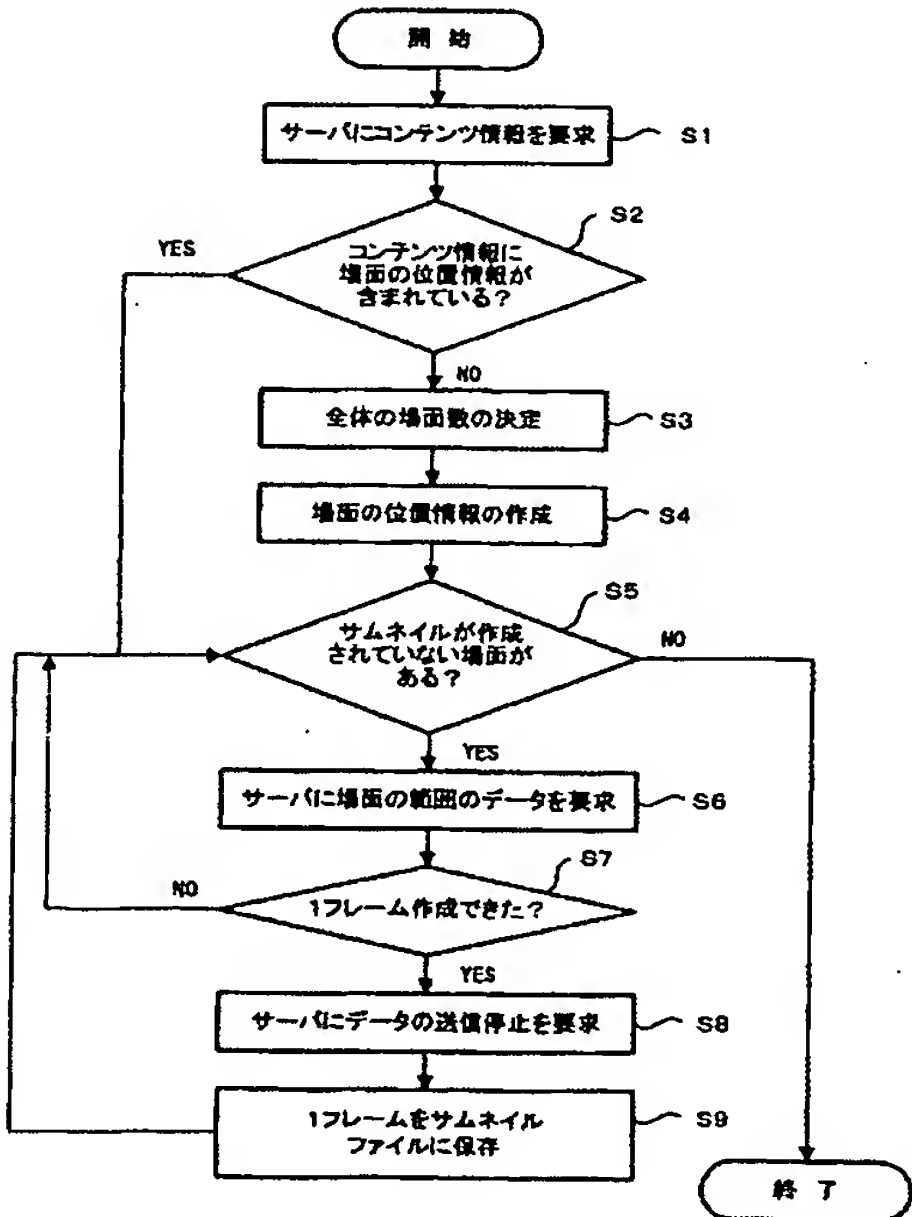 開始
サーバにコンテンツ情報を要求
S1
S2
YES
コンテンツ情報に
場面の位置情報が
含まれている?
NO
全体の場面数の決定
S3
場面の位置情報の作成
S4
S5
サムネイルが作成
されていない場面が
ある?
NO
YES
サーバに場面の範囲のデータを要求
S6
S7
NO
1フレーム作成できた?
YES
サーバにデータの送信停止を要求
S8
1フレームをサムネイル
ファイルに保存
S9
終了